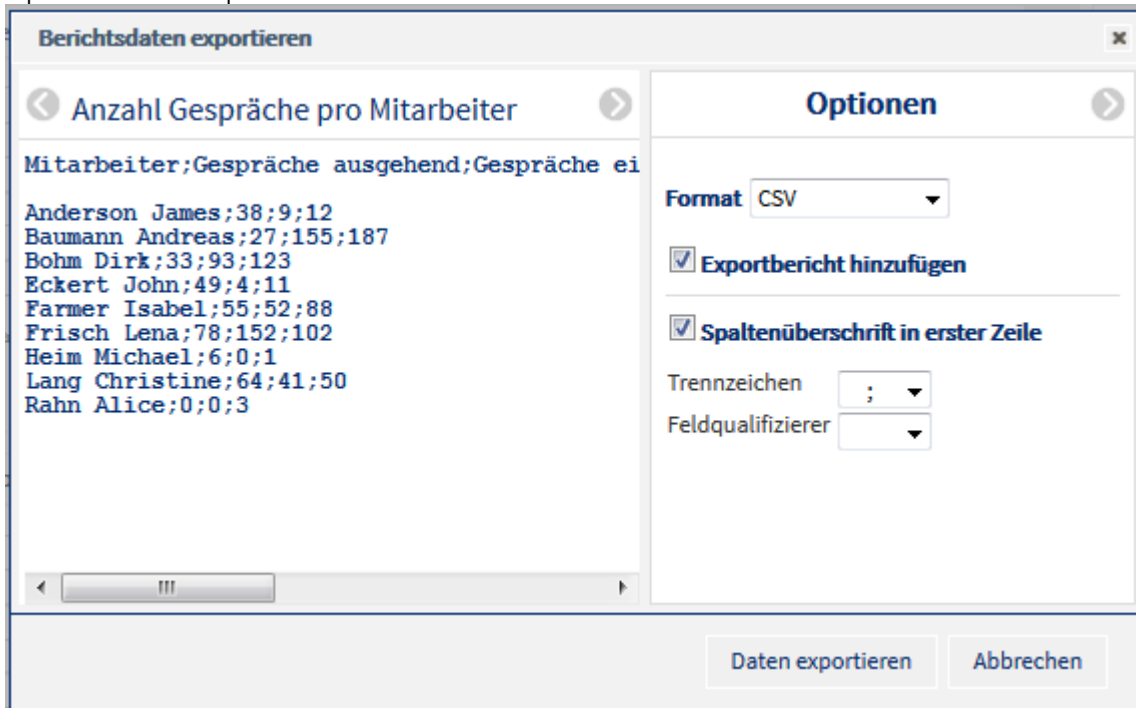 Berichtsdaten exportieren
Anzahl Gespräche pro Mitarbeiter
Mitarbeiter;Gespräche ausgehend;Gespräche ei
Anderson James;38;9;12
Baumann Andreas;27;155;187
Bohm Dirk;33;93;123
Eckert John;49;4;11
Farmer Isabel;55;52;88
Frisch Lena;78;152;102
Heim Michael;6;0;1
Lang Christine;64;41;50
Rahn Alice;0;0;3
Optionen
Format CSV
Exportbericht hinzufügen
Spaltenüberschrift in erster Zeile
Trennzeichen ;
Feldqualifizierer
Daten exportieren Abbrechen